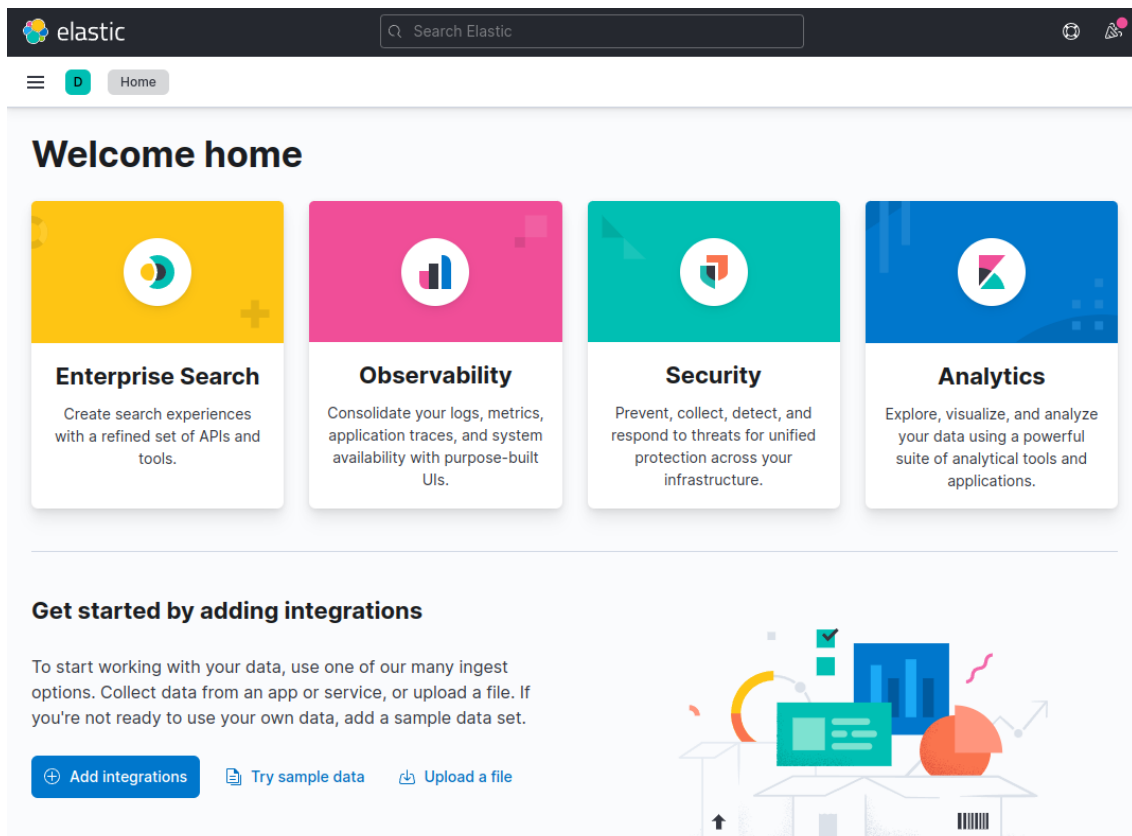 elastic
Search Elastic
D
Home
Welcome home
Enterprise Search
Create search experiences
with a refined set of APIs and
tools.
Observability
Consolidate your logs, metrics,
application traces, and system
availability with purpose-built
UIs.
Security
Prevent, collect, detect, and
respond to threats for unified
protection across your
infrastructure.
Analytics
Explore, visualize, and analyze
your data using a powerful
suite of analytical tools and
applications.
Get started by adding integrations
To start working with your data, use one of our many ingest
options. Collect data from an app or service, or upload a file. If
you're not ready to use your own data, add a sample data set.
Add integrations
Try sample data
Upload a file